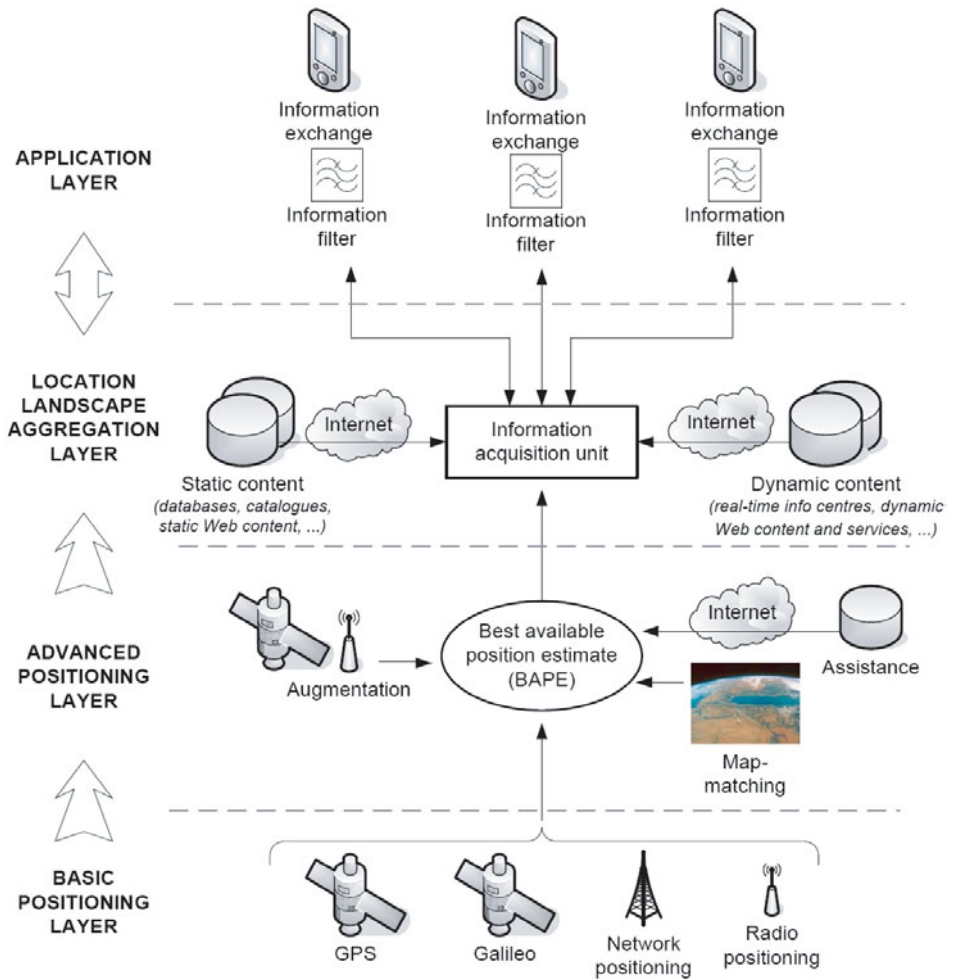 Information
exchange
Information
exchange
Information
exchange
APPLICATION
LAYER
Information
filter
Information
filter
Information
filter
LOCATION
LANDSCAPE
AGGREGATION
LAYER
Internet
Information
acquisition unit
Internet
Static content
(databases, catalogues,
static Web content, ...)
Dynamic content
(real-time info centres, dynamic
Web content and services, ...)
ADVANCED
POSITIONING
LAYER
Augmentation
Best available
position estimate
(BAPE)
Internet
Assistance
Map-
matching
BASIC
POSITIONING
LAYER
GPS
Galileo
Network
positioning
Radio
positioning